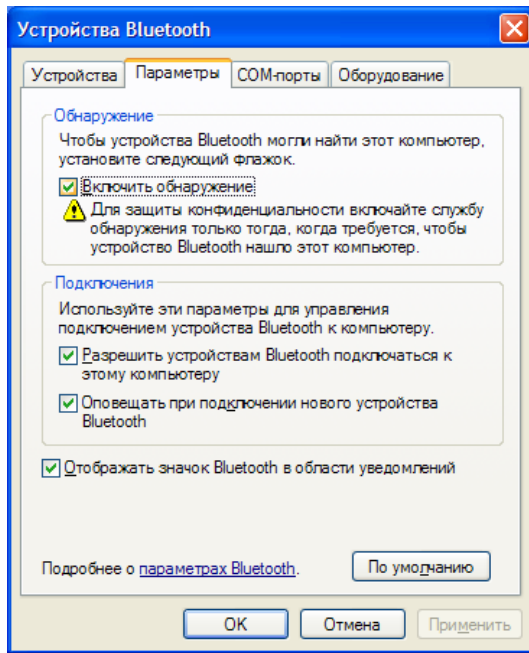 Устройства Bluetooth
Устройства Параметры COM-порты Оборудование
Обнаружение
Чтобы устройства Bluetooth могли найти этот компьютер,
установите следующий флажок.
Включить обнаружение
Для защиты конфиденциальности включайте службу
обнаружения только тогда, когда требуется, чтобы
устройство Bluetooth нашло этот компьютер.
Подключения
Используйте эти параметры для управления
подключением устройства Bluetooth к компьютеру.
Разрешить устройствам Bluetooth подключаться к
этому компьютеру
Оповещать при подключении нового устройства
Bluetooth
Отображать значок Bluetooth в области уведомлений
Подробнее о параметрах Bluetooth.
По умолчанию
OK Отмена Применить